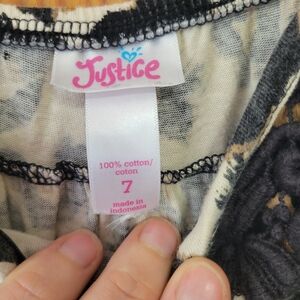 Justice
100% cotton/
coton
7
made in
indonesia